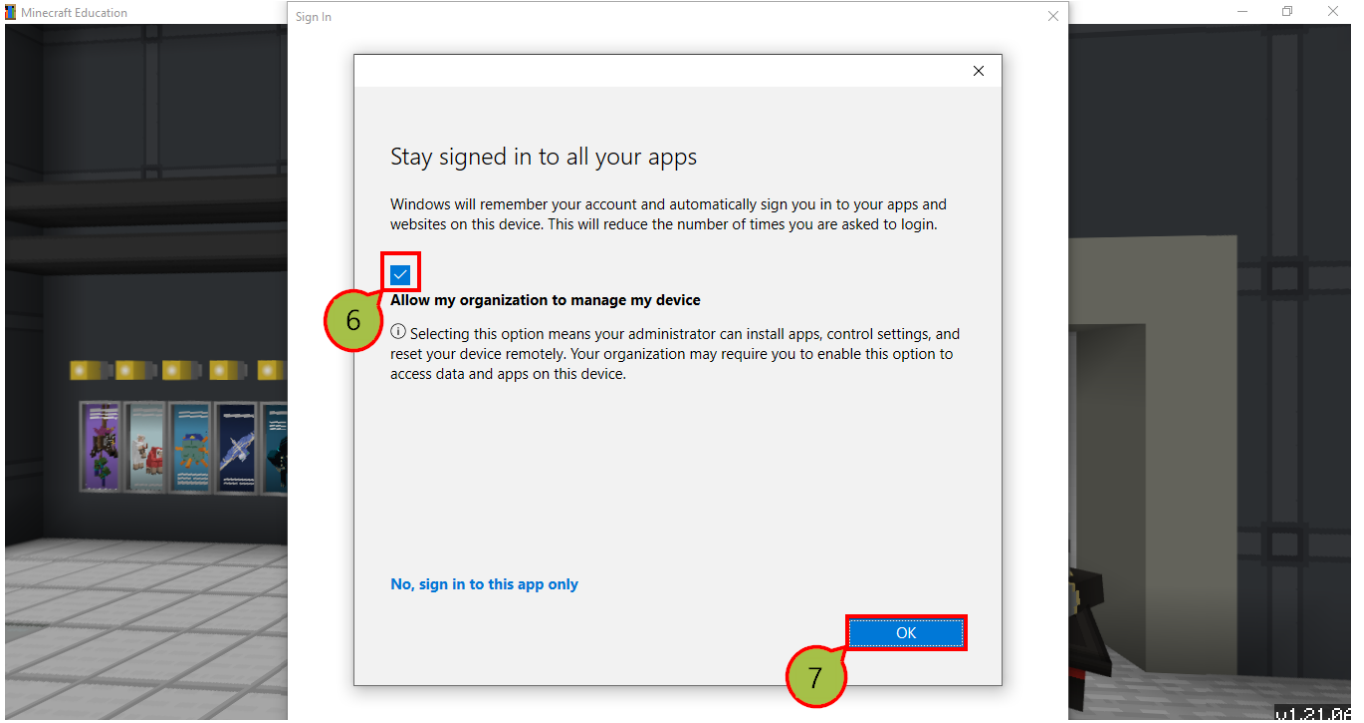 Minecraft Education
Sign In
Stay signed in to all your apps
Windows will remember your account and automatically sign you in to your apps and
websites on this device. This will reduce the number of times you are asked to login.
6
Allow my organization to manage my device
Selecting this option means your administrator can install apps, control settings, and
reset your device remotely. Your organization may require you to enable this option to
access data and apps on this device.
No, sign in to this app only
OK
7
v1.21.06